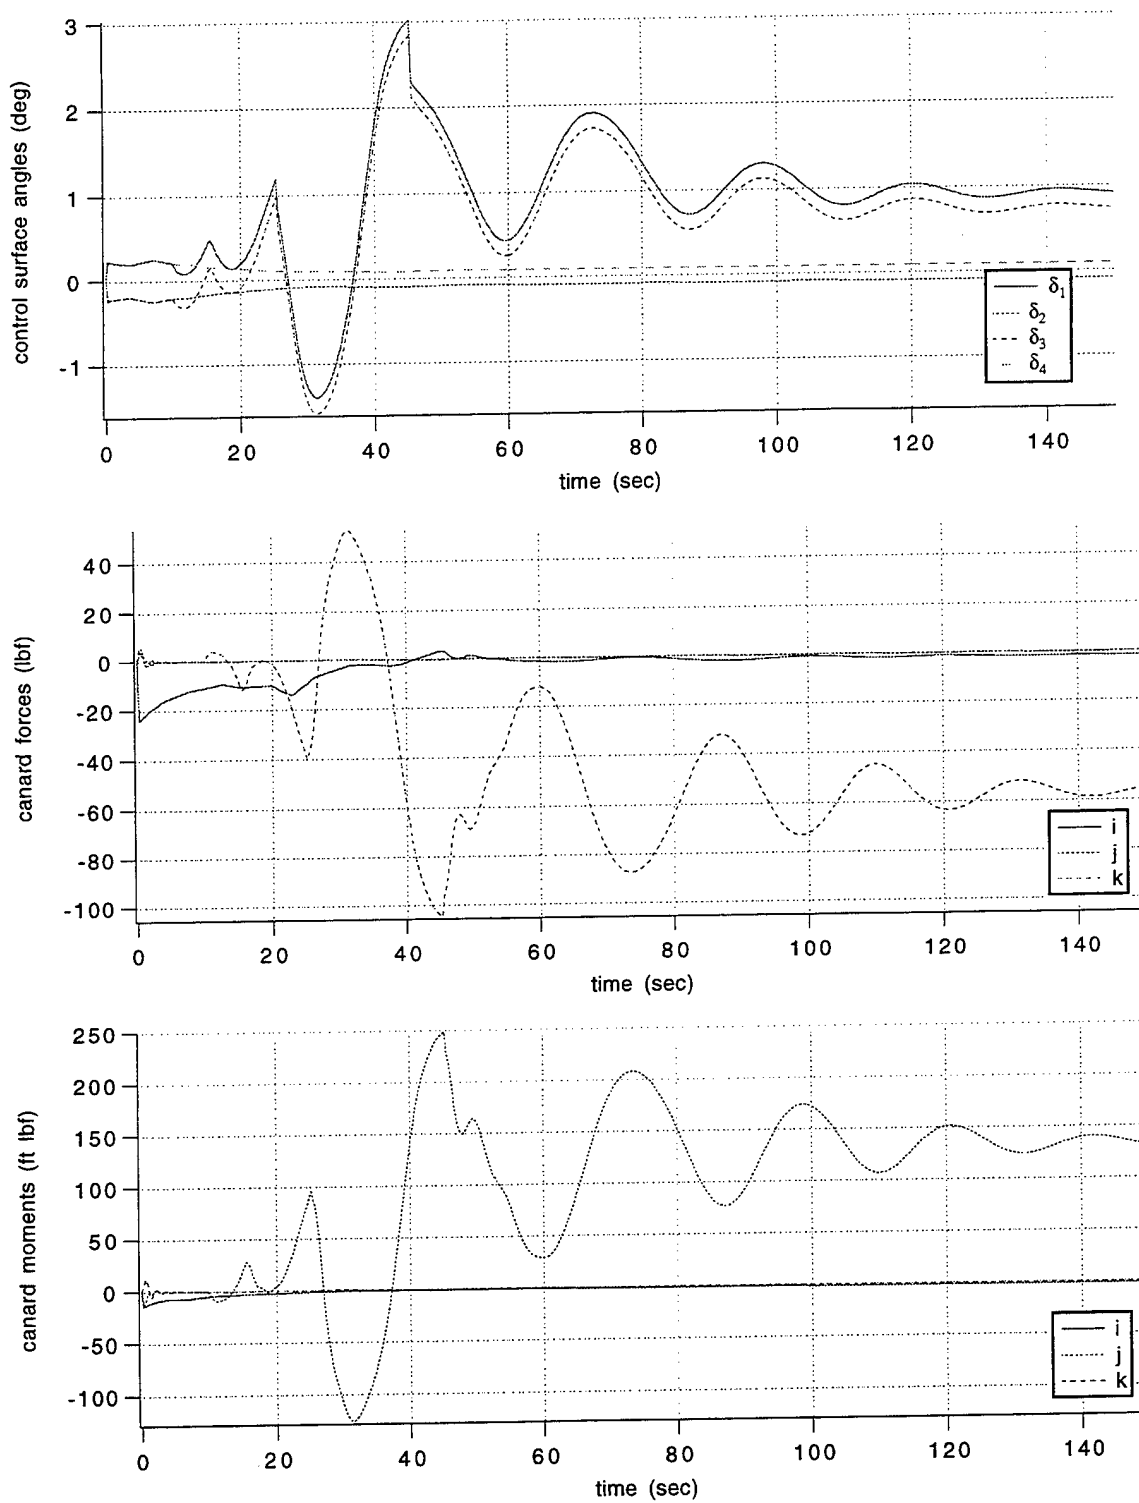 control surface angles (deg)
3
2
1
0
-1
δ1
δ2
δ3
δ4
0 20 40 60 80 100 120 140
time (sec)
canard forces (lbf)
40
20
0
-20
-40
-60
-80
-100
i
j
k
0 20 40 60 80 100 120 140
time (sec)
canard moments (ft lbf)
250
200
150
100
50
0
-50
-100
i
j
k
0 20 40 60 80 100 120 140
time (sec)